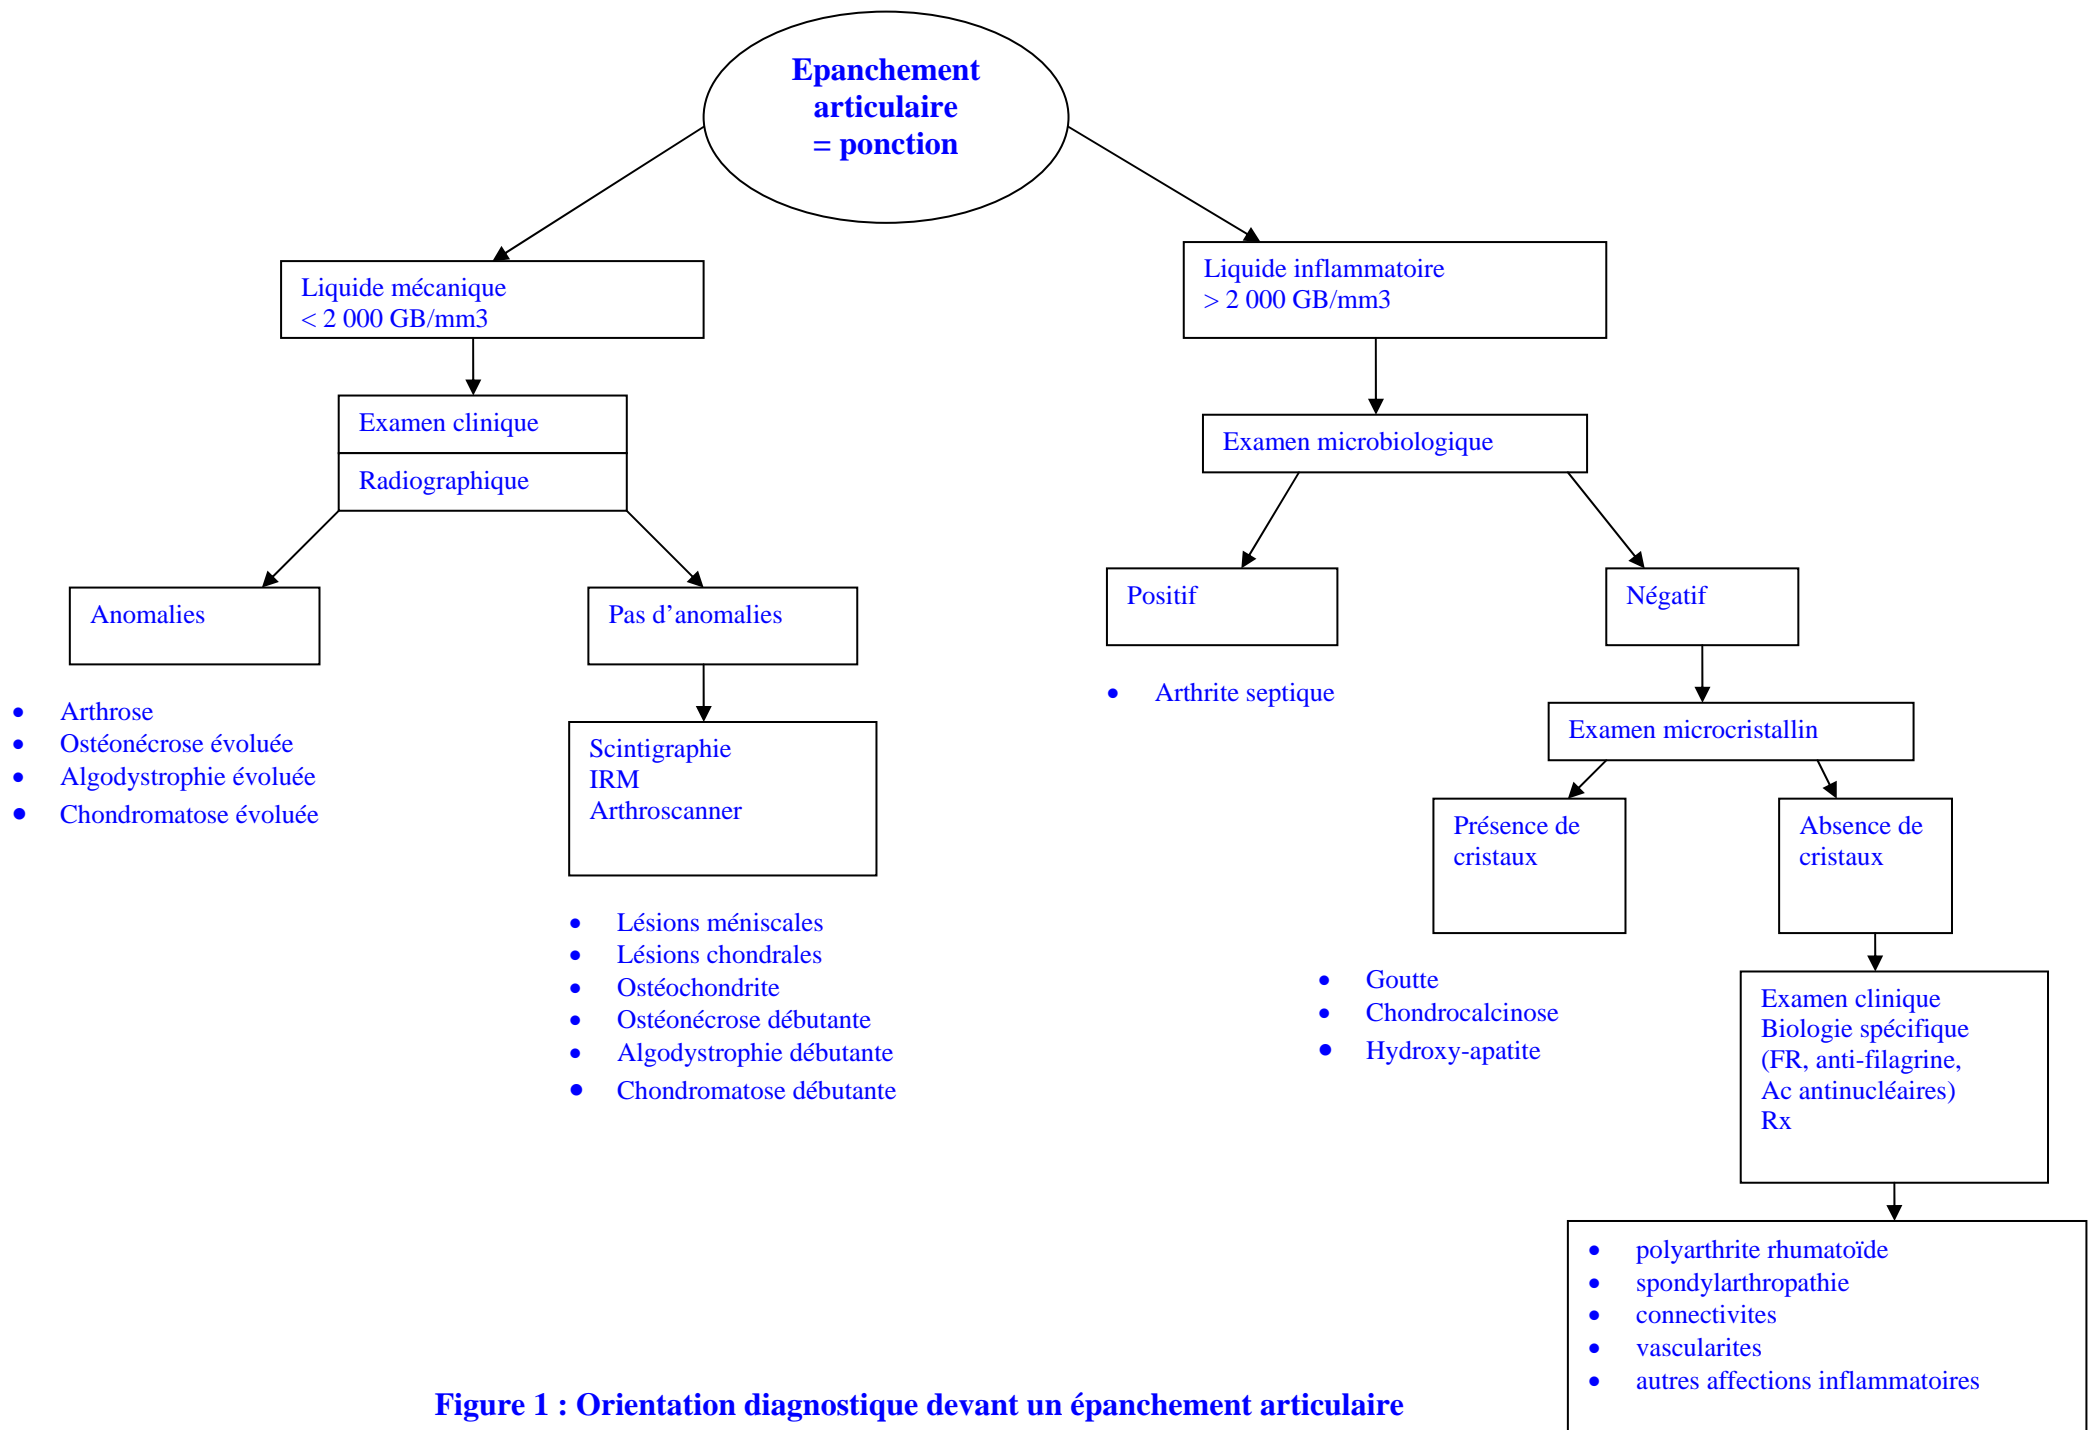 Epanchement
articulaire
= ponction
Liquide mécanique
< 2 000 GB/mm3
Liquide inflammatoire
> 2 000 GB/mm3
Examen clinique
Radiographique
Examen microbiologique
Anomalies
Pas d’anomalies
Positif
Négatif
• Arthrose
• Ostéonécrose évoluée
• Algodystrophie évoluée
• Chondromatose évoluée
Scintigraphie
IRM
Arthroscanner
• Lésions méniscales
• Lésions chondrales
• Ostéochondrite
• Ostéonécrose débutante
• Algodystrophie débutante
• Chondromatose débutante
• Arthrite septique
Examen microcristallin
Présence de
cristaux
Absence de
cristaux
• Goutte
• Chondrocalcinose
• Hydroxy-apatite
Examen clinique
Biologie spécifique
(FR, anti-filagrine,
Ac antinucléaires)
Rx
• polyarthrite rhumatoïde
• spondylarthropathie
• connectivites
• vascularites
• autres affections inflammatoires
Figure 1 : Orientation diagnostique devant un épanchement articulaire